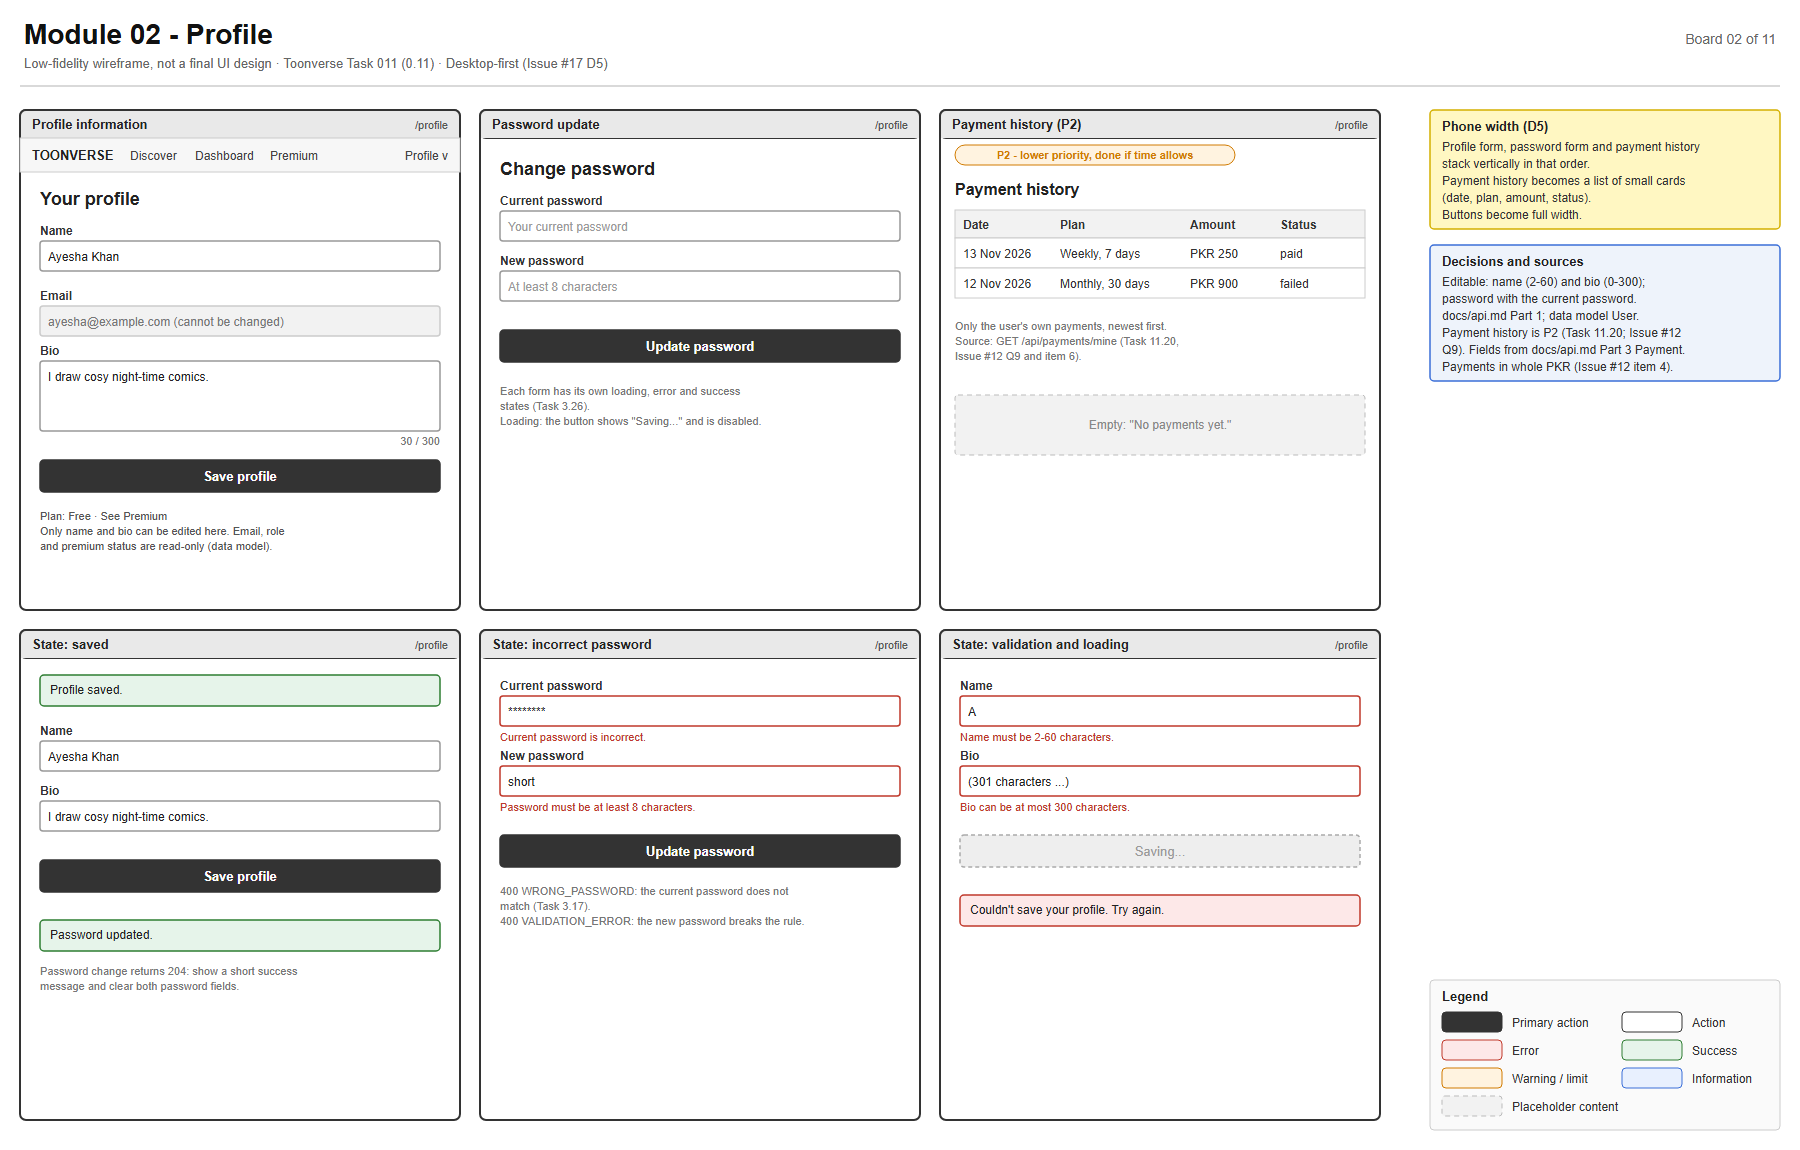 Module 02 - Profile
Board 02 of 11
Low-fidelity wireframe, not a final UI design · Toonverse Task 011 (0.11) · Desktop-first (Issue #17 D5)
Profile information
/profile
TOONVERSE
Discover
Dashboard
Premium
Profile v
Your profile
Name
Ayesha Khan
Email
ayesha@example.com (cannot be changed)
Bio
I draw cosy night-time comics.
30 / 300
Save profile
Plan: Free · See Premium
Only name and bio can be edited here. Email, role
and premium status are read-only (data model).
Password update
/profile
Change password
Current password
Your current password
New password
At least 8 characters
Update password
Each form has its own loading, error and success
states (Task 3.26).
Loading: the button shows "Saving..." and is disabled.
Payment history (P2)
/profile
P2 - lower priority, done if time allows
Payment history
Date Plan Amount Status
13 Nov 2026 Weekly, 7 days PKR 250 paid
12 Nov 2026 Monthly, 30 days PKR 900 failed
Only the user's own payments, newest first.
Source: GET /api/payments/mine (Task 11.20,
Issue #12 Q9 and item 6).
Empty: "No payments yet."
Phone width (D5)
Profile form, password form and payment history
stack vertically in that order.
Payment history becomes a list of small cards
(date, plan, amount, status).
Buttons become full width.
Decisions and sources
Editable: name (2-60) and bio (0-300);
password with the current password.
docs/api.md Part 1; data model User.
Payment history is P2 (Task 11.20; Issue #12
Q9). Fields from docs/api.md Part 3 Payment.
Payments in whole PKR (Issue #12 item 4).
State: saved
/profile
Profile saved.
Name
Ayesha Khan
Bio
I draw cosy night-time comics.
Save profile
Password updated.
Password change returns 204: show a short success
message and clear both password fields.
State: incorrect password
/profile
Current password
********
Current password is incorrect.
New password
short
Password must be at least 8 characters.
Update password
400 WRONG_PASSWORD: the current password does not
match (Task 3.17).
400 VALIDATION_ERROR: the new password breaks the rule.
State: validation and loading
/profile
Name
A
Name must be 2-60 characters.
Bio
(301 characters ...)
Bio can be at most 300 characters.
Saving...
Couldn't save your profile. Try again.
Legend
Primary action
Action
Error
Success
Warning / limit
Information
Placeholder content